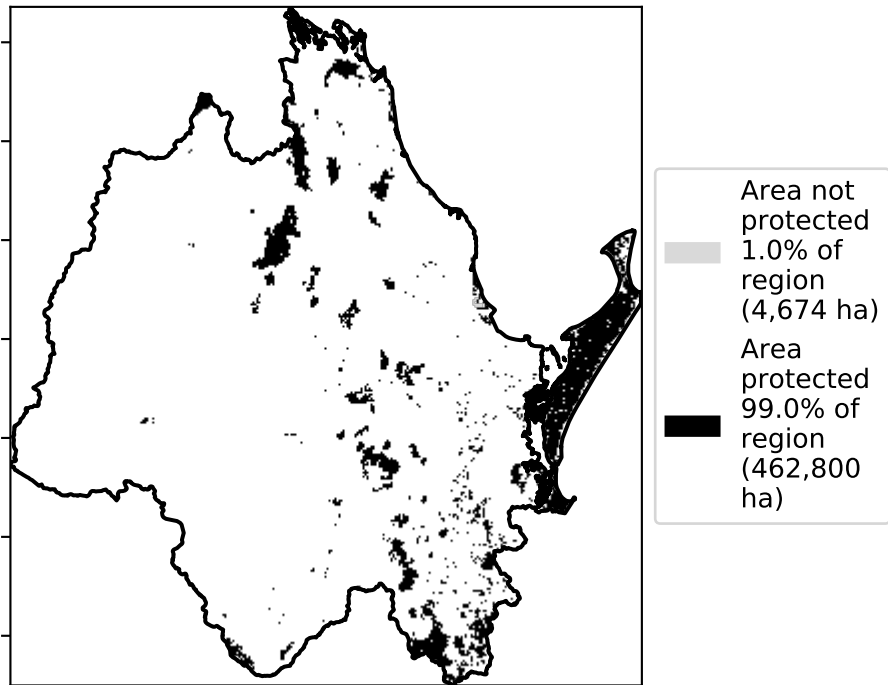 Area not
protected
1.0% of
region
(4,674 ha)
Area
protected
99.0% of
region
(462,800
ha)